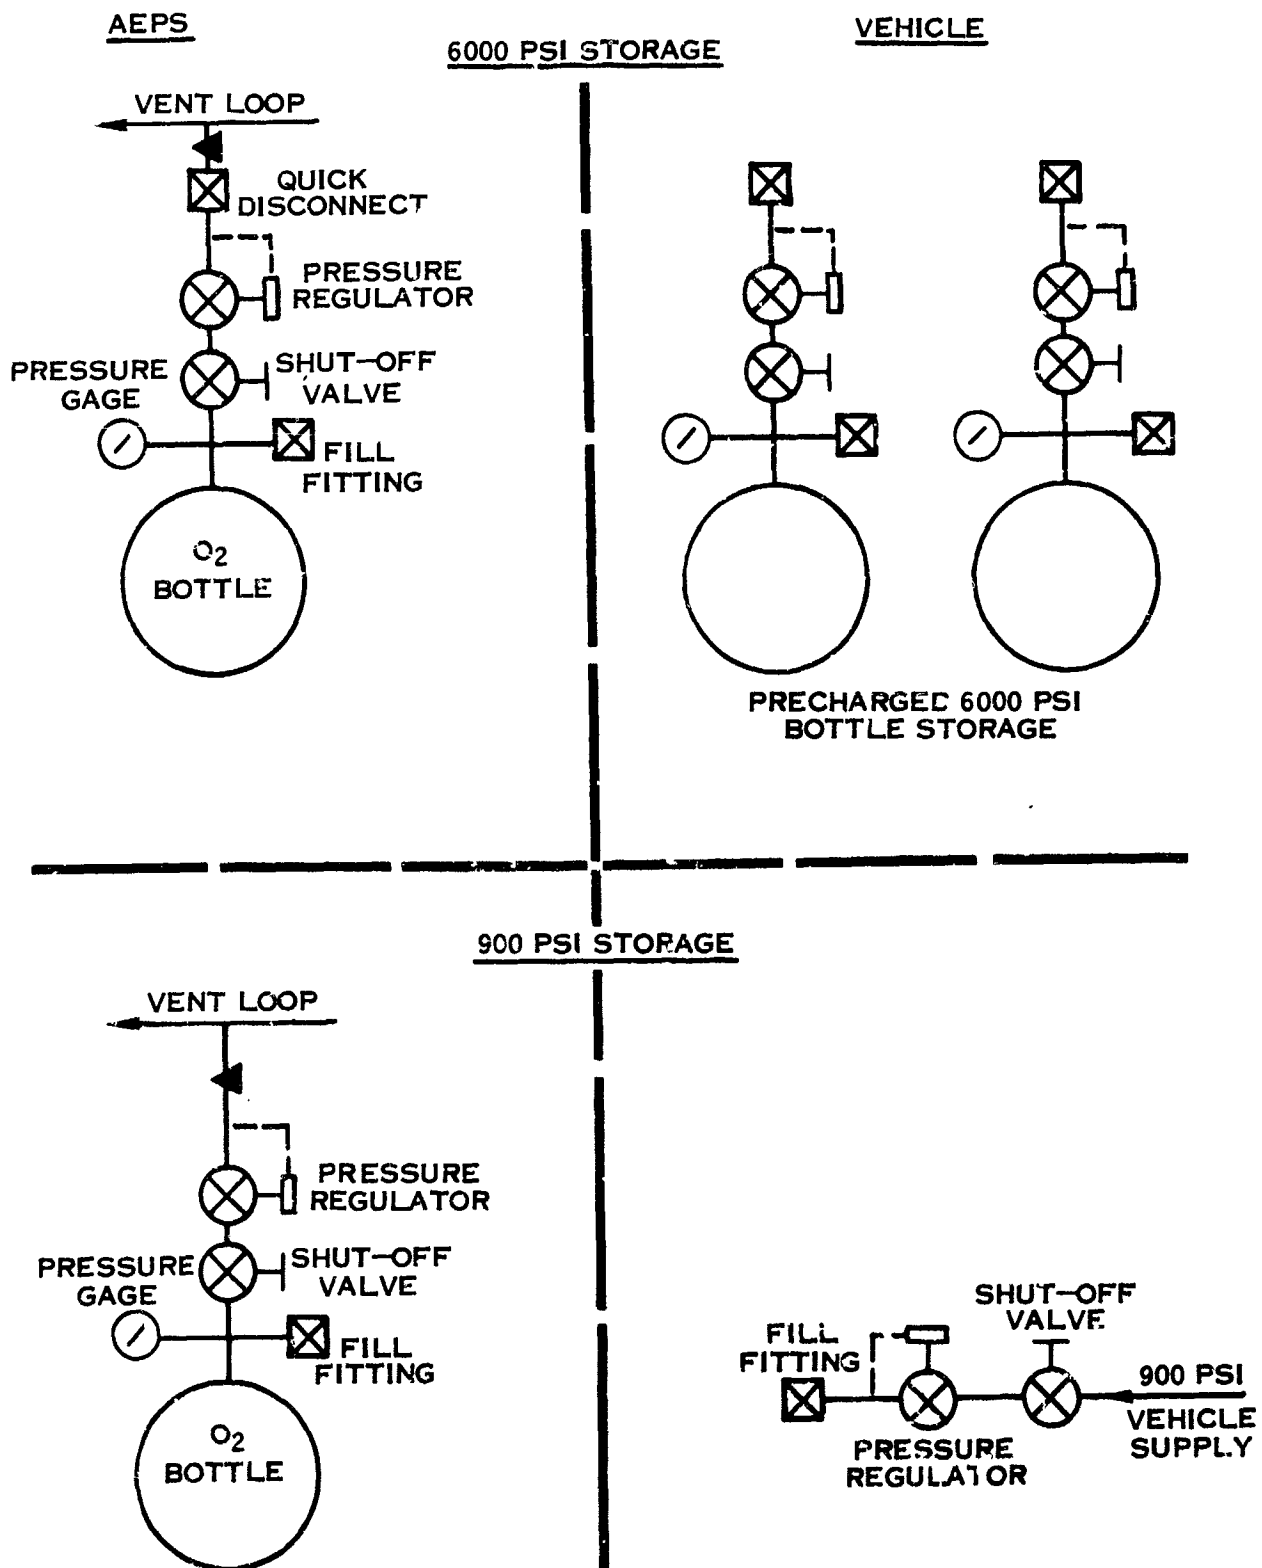 AEPS
VEHICLE
6000 PSI STORAGE
VENT LOOP
QUICK
DISCONNECT
PRESSURE
REGULATOR
PRESSURE
GAGE
SHUT-OFF
VALVE
FILL
FITTING
O2
BOTTLE
PRECHARGED 6000 PSI
BOTTLE STORAGE
900 PSI STORAGE
VENT LOOP
PRESSURE
REGULATOR
PRESSURE
GAGE
SHUT-OFF
VALVE
FILL
FITTING
O2
BOTTLE
FILL
FITTING
SHUT-OFF
VALVE
PRESSURE
REGULATOR
900 PSI
VEHICLE
SUPPLY